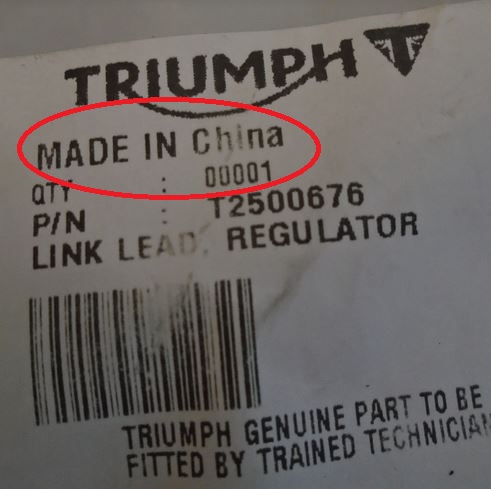 TRIUMPH T
MADE IN China
QTY : 00001
P/N : T2500676
LINK LEAD, REGULATOR
TRIUMPH GENUINE PART TO BE
FITTED BY TRAINED TECHNICIAN